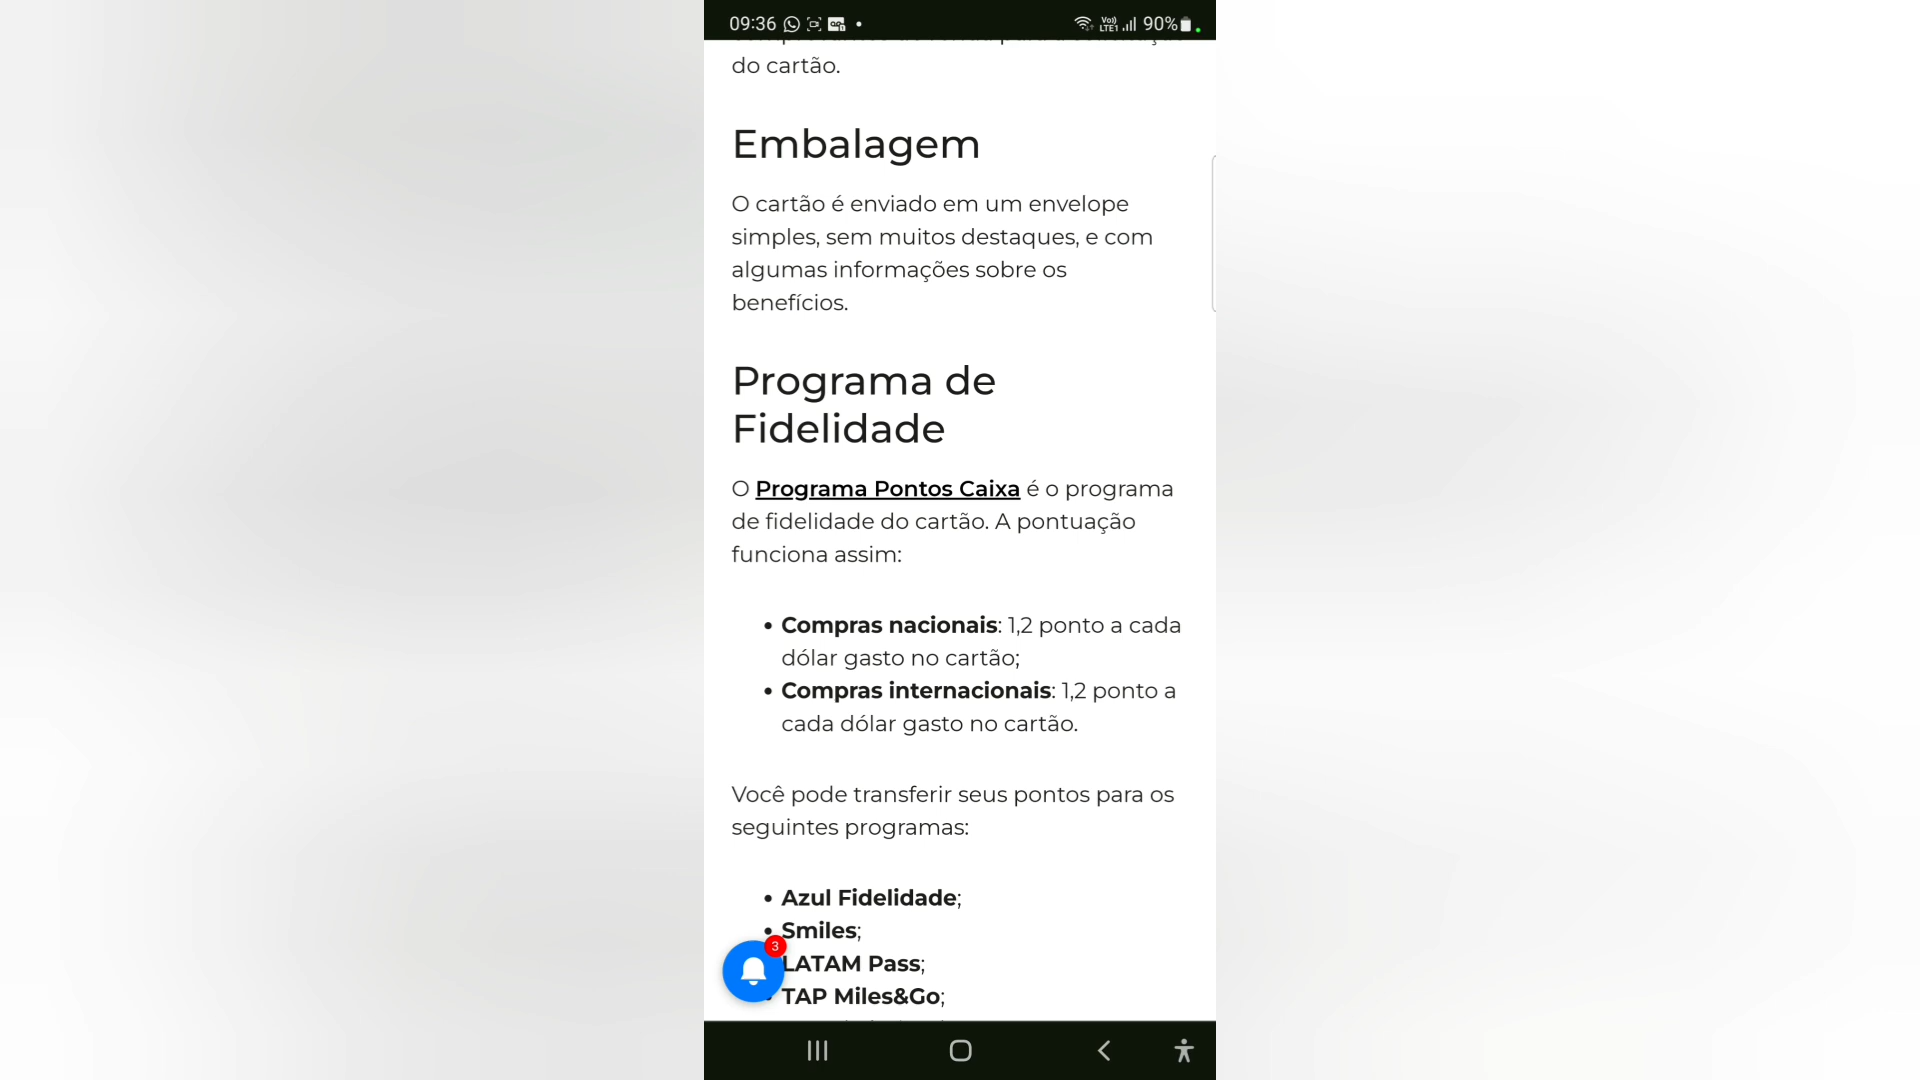 09:36
Vo))
LTE1
90%
do cartão.
Embalagem
O cartão é enviado em um envelope
simples, sem muitos destaques, e com
algumas informações sobre os
benefícios.
Programa de
Fidelidade
O Programa Pontos Caixa é o programa
de fidelidade do cartão. A pontuação
funciona assim:
• Compras nacionais: 1,2 ponto a cada
dólar gasto no cartão;
• Compras internacionais: 1,2 ponto a
cada dólar gasto no cartão.
Você pode transferir seus pontos para os
seguintes programas:
• Azul Fidelidade;
• Smiles;
3
LATAM Pass;
• TAP Miles&Go;